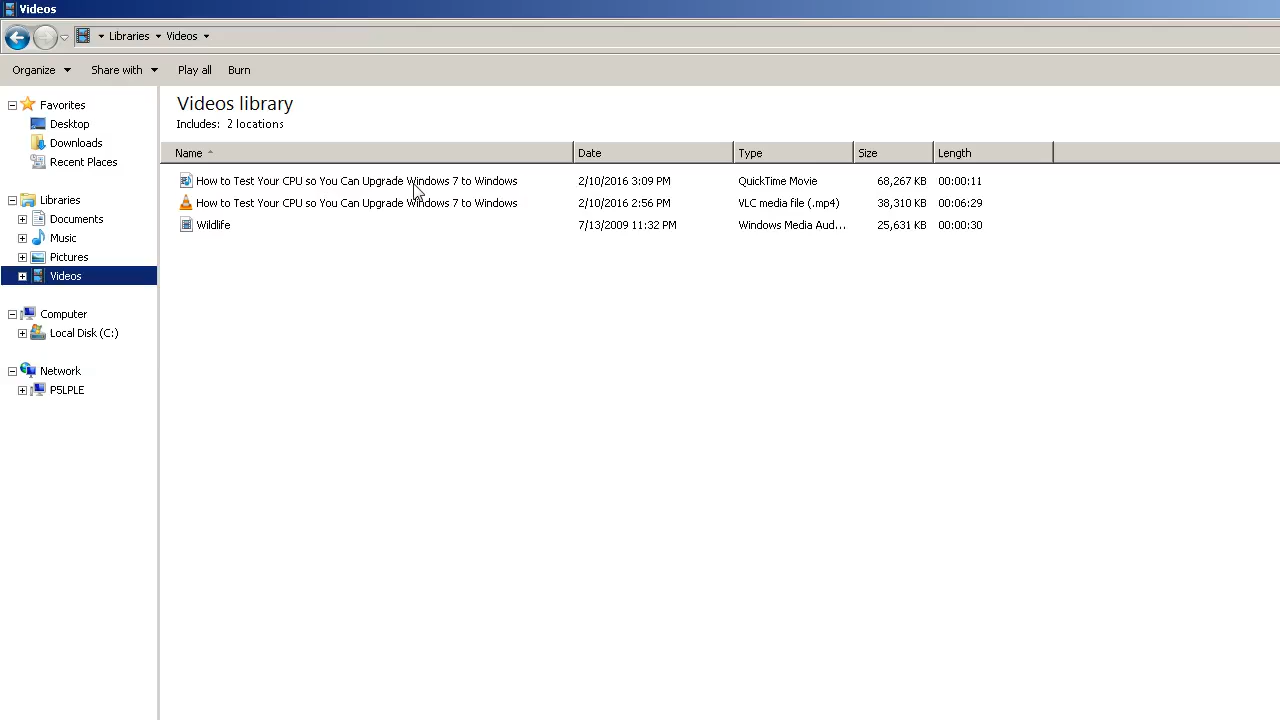 Videos
Libraries Videos
Organize Share with Play all Burn
Favorites
Desktop
Downloads
Recent Places
Libraries
Documents
Music
Pictures
Videos
Computer
Local Disk (C:)
Network
P5LPLE
Videos library
Includes: 2 locations
Name Date Type Size Length
How to Test Your CPU so You Can Upgrade Windows 7 to Windows 2/10/2016 3:09 PM QuickTime Movie 68,267 KB 00:00:11
How to Test Your CPU so You Can Upgrade Windows 7 to Windows 2/10/2016 2:56 PM VLC media file (.mp4) 38,310 KB 00:06:29
Wildlife 7/13/2009 11:32 PM Windows Media Aud... 25,631 KB 00:00:30